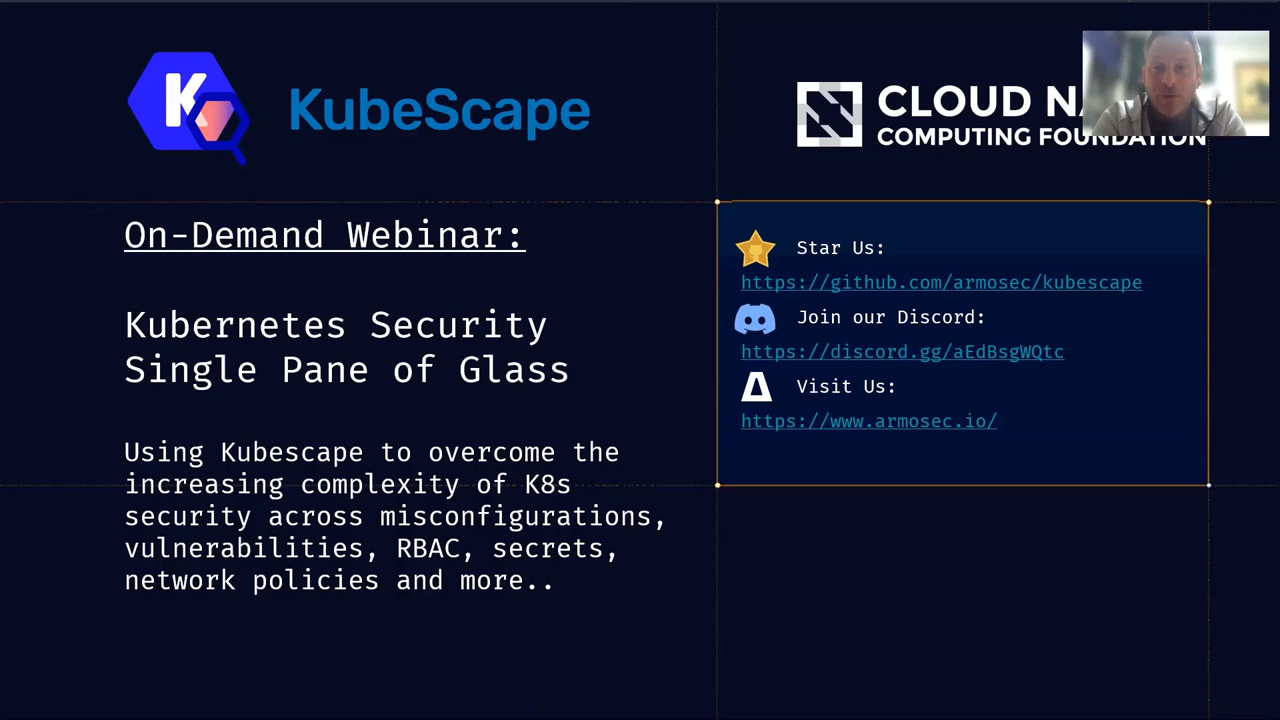 KubeScape
CLOUD NA
COMPUTING FOUNDATION
On-Demand Webinar:
Kubernetes Security
Single Pane of Glass
Using Kubescape to overcome the
increasing complexity of K8s
security across misconfigurations,
vulnerabilities, RBAC, secrets,
network policies and more..
Star Us:
https://github.com/armosec/kubescape
Join our Discord:
https://discord.gg/aEdBsgWQtc
Visit Us:
https://www.armosec.io/